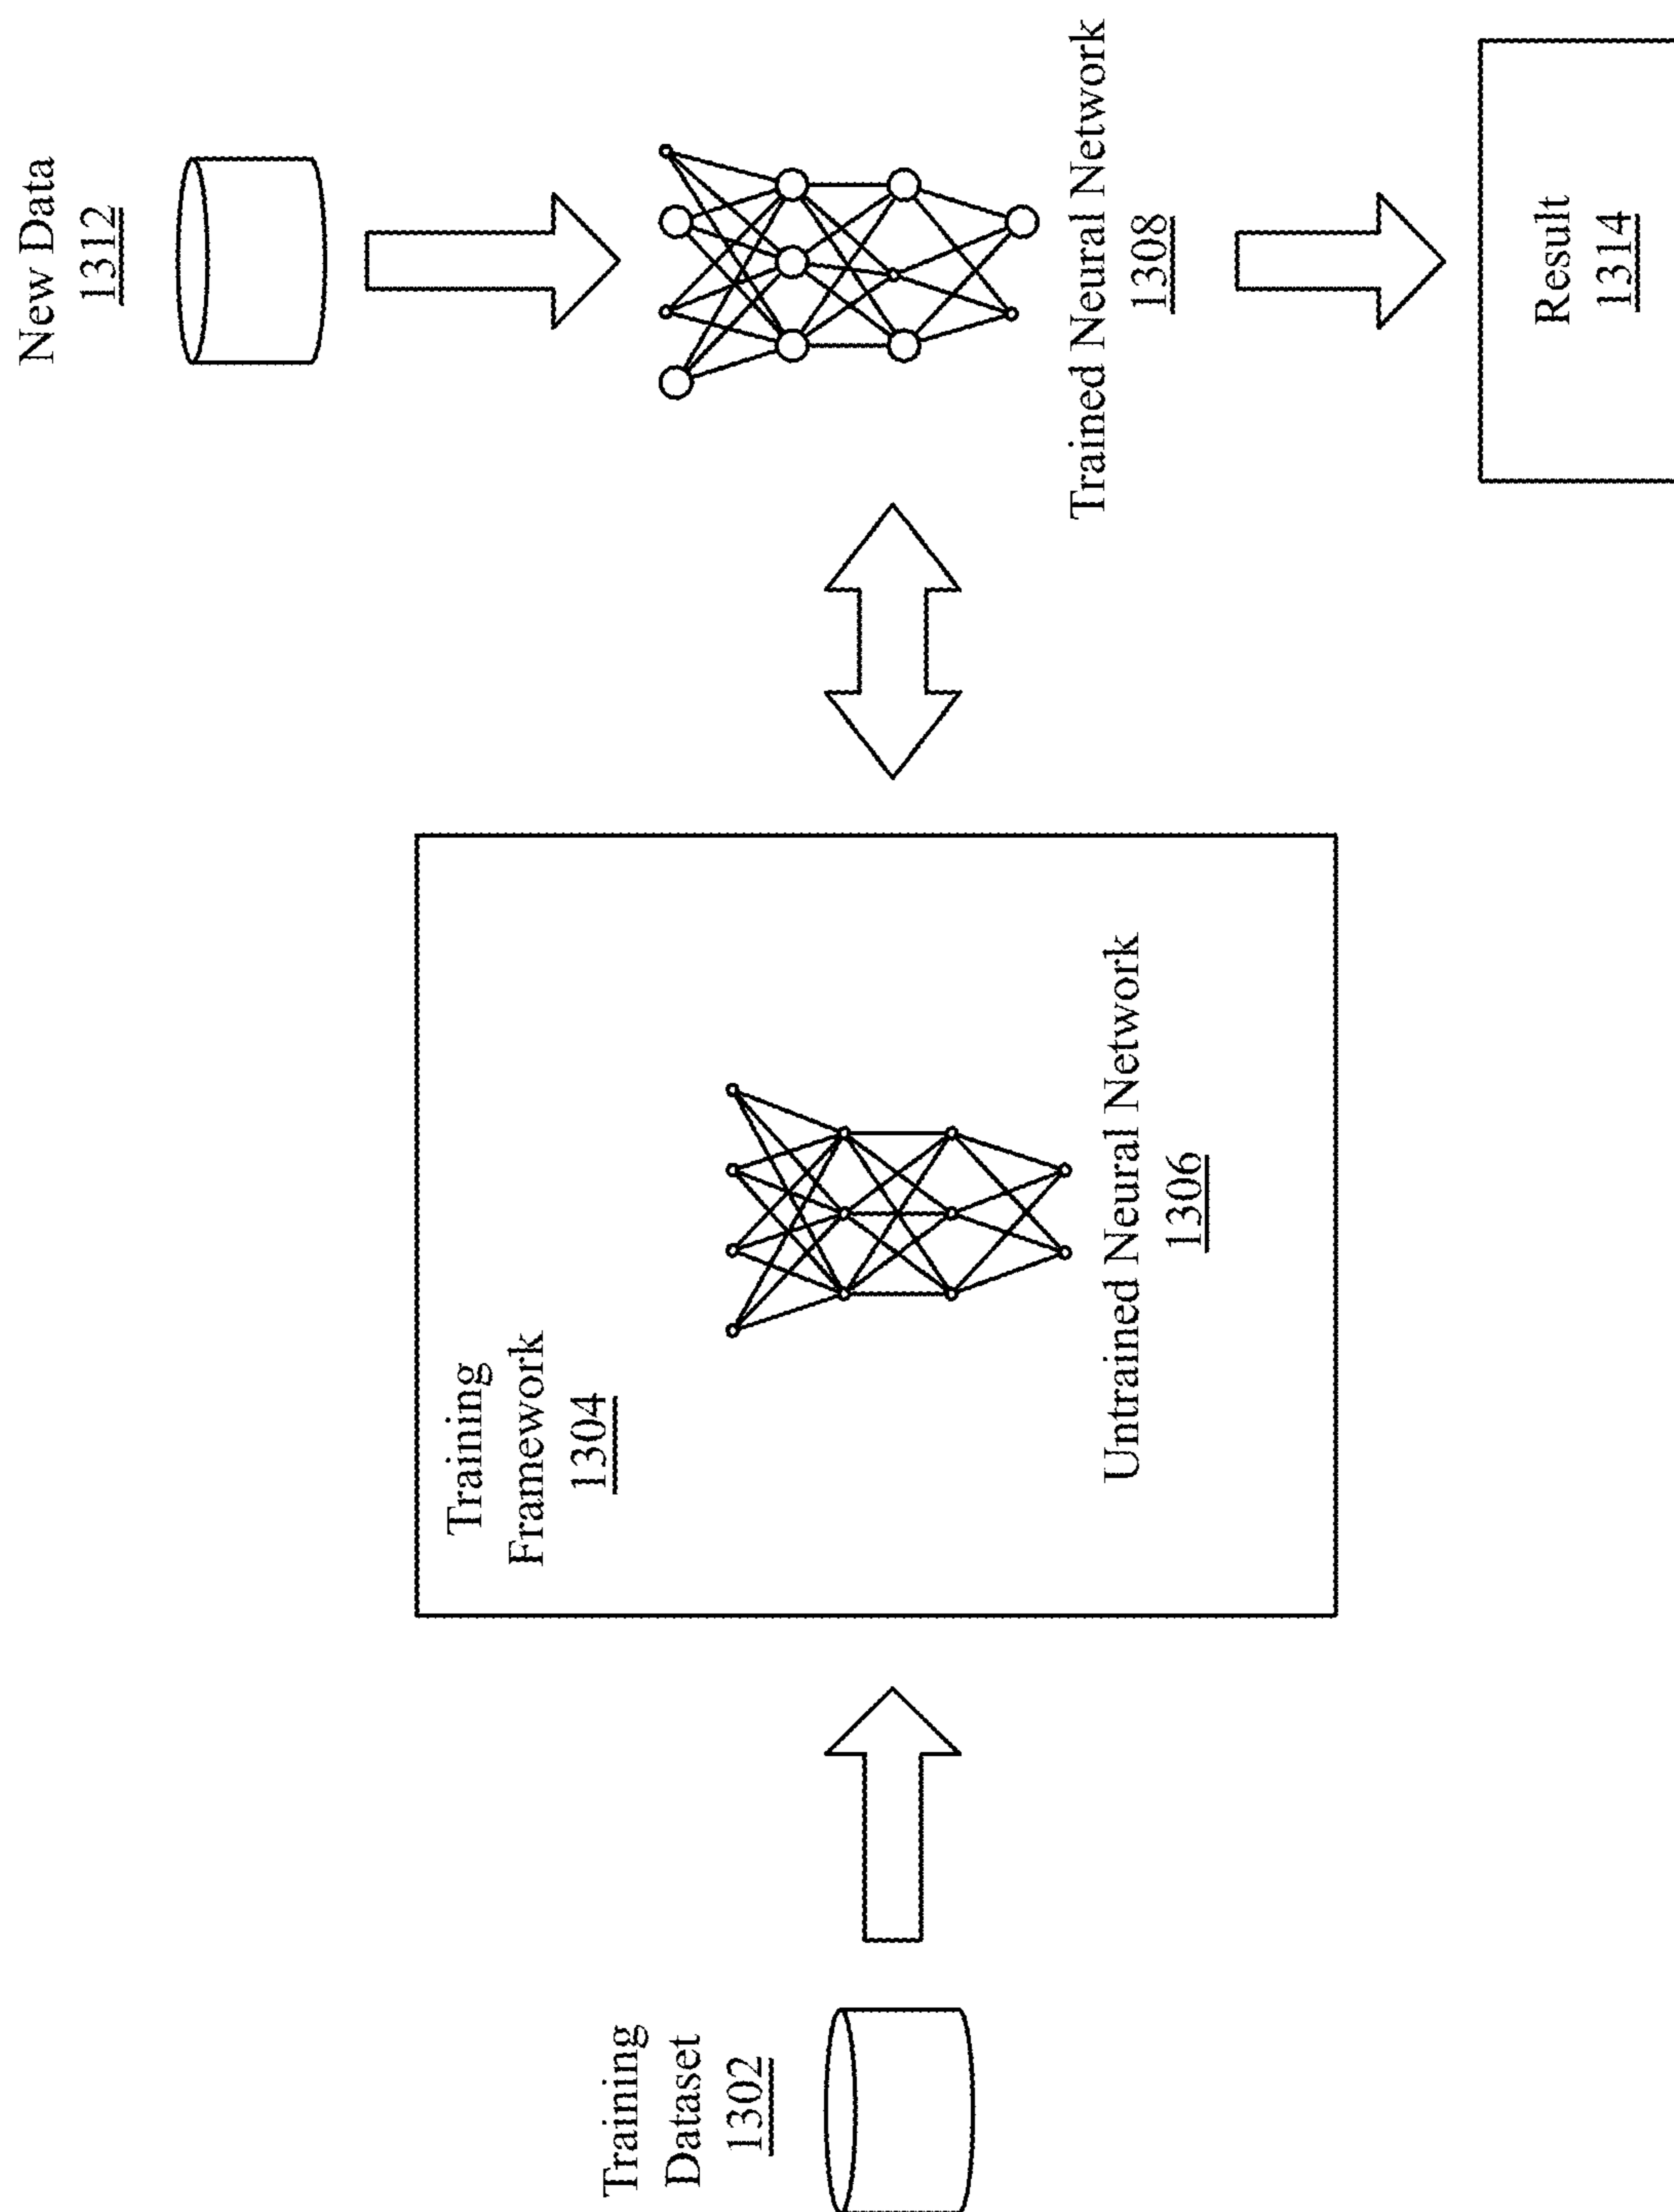 Training
Dataset
1302
Training
Framework
1304
Untrained Neural Network
1306
New Data
1312
Trained Neural Network
1308
Result
1314